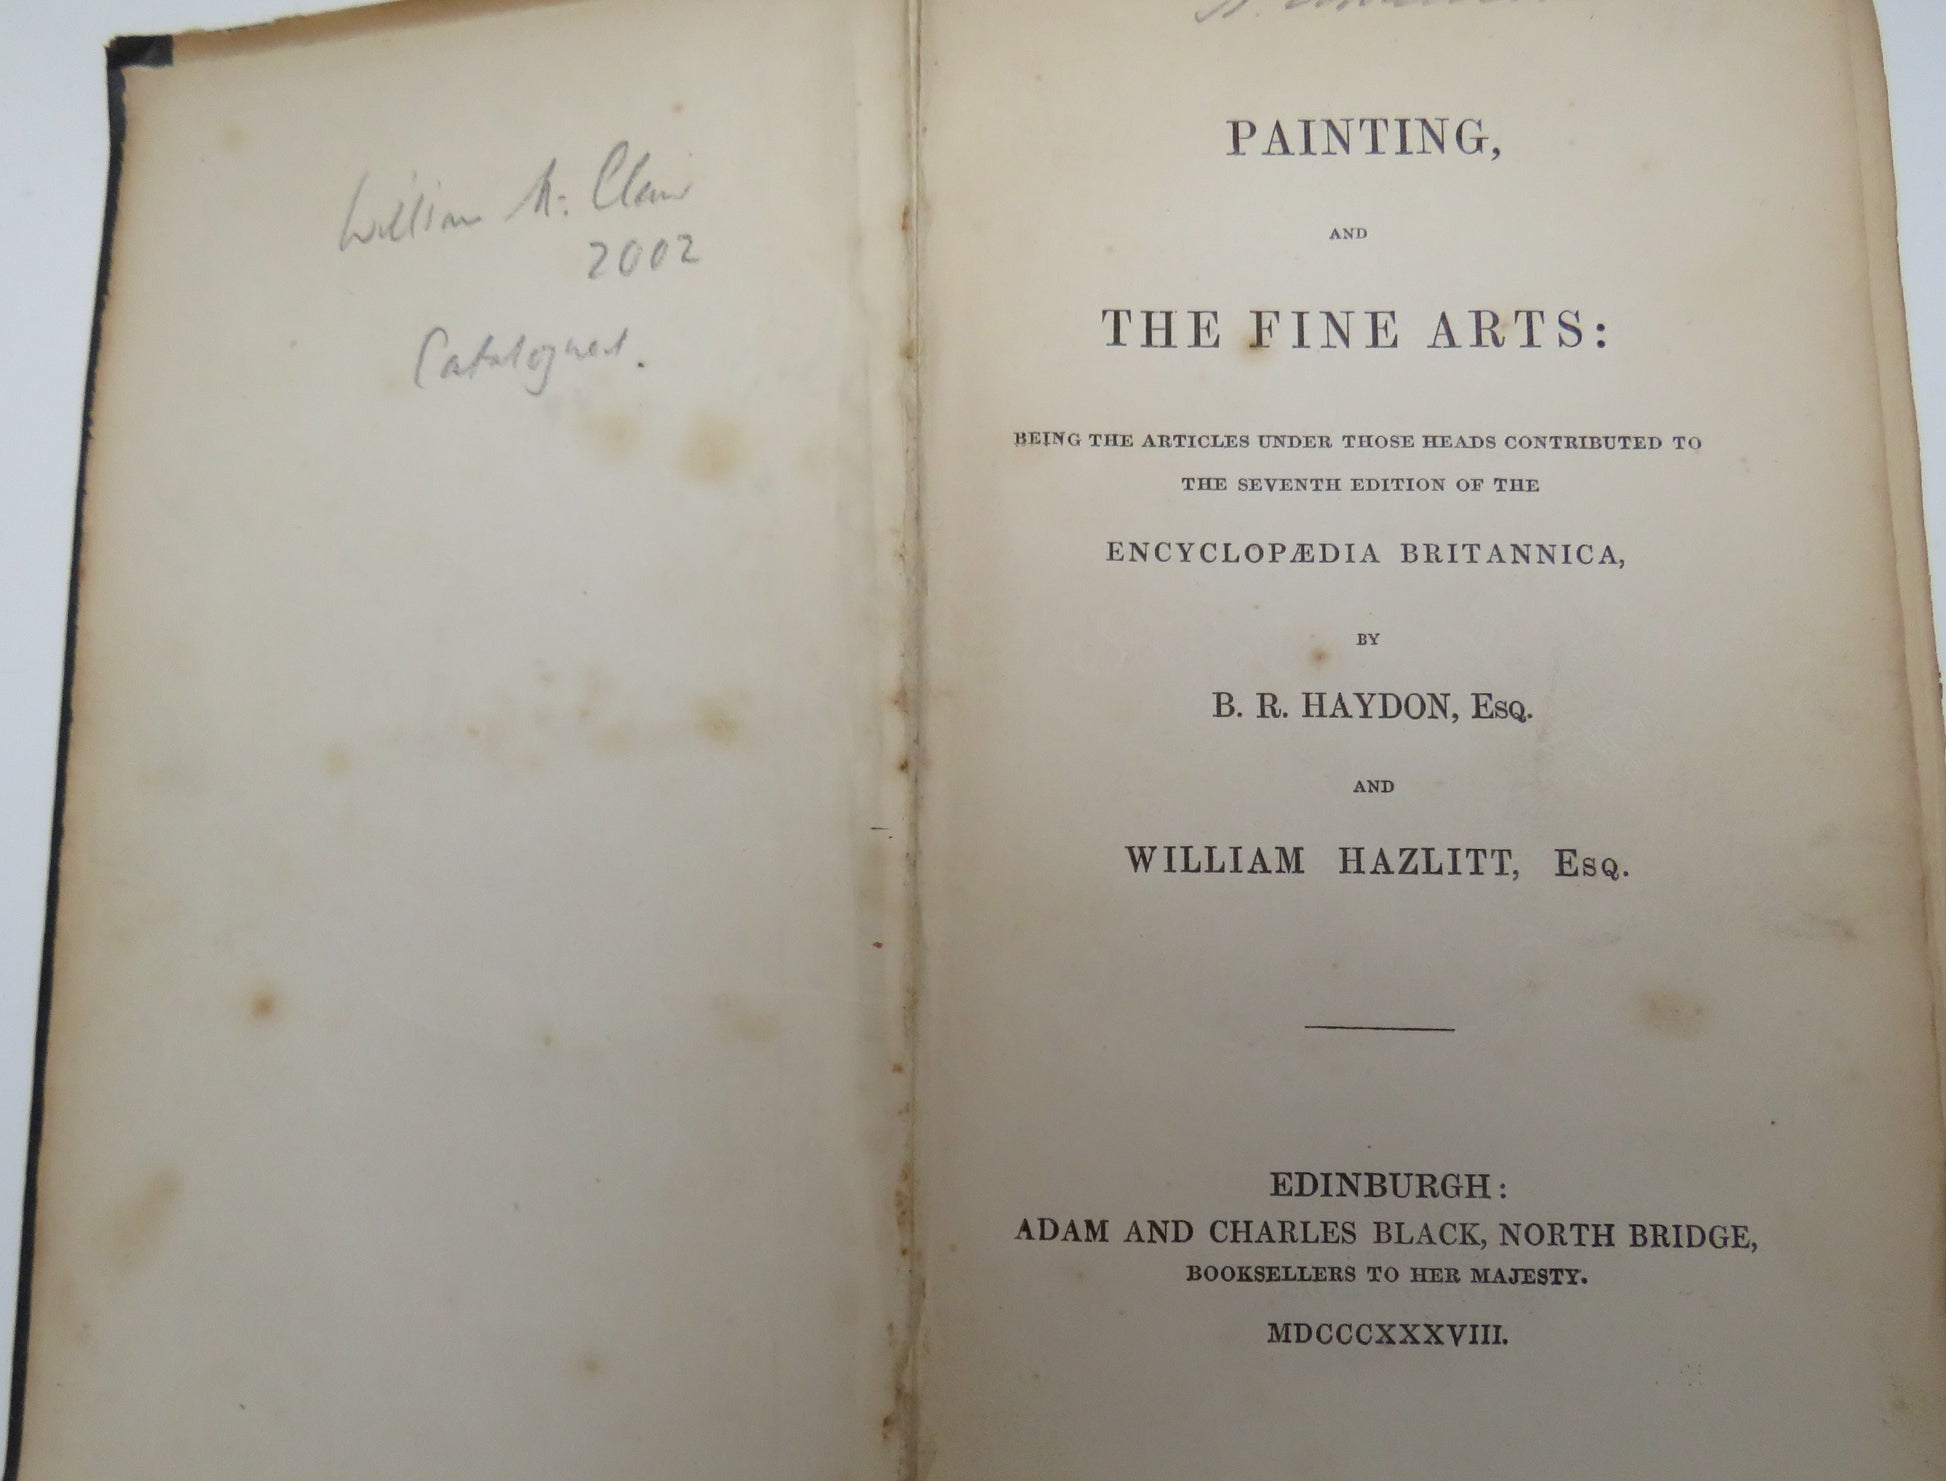 William
2002
Catalogued.
PAINTING,
AND
THE FINE ARTS:
BEING THE ARTICLES UNDER THOSE HEADS CONTRIBUTED TO
THE SEVENTH EDITION OF THE
ENCYCLOPÆDIA BRITANNICA,
BY
B. R. HAYDON, ESQ.
AND
WILLIAM HAZLITT, ESQ.
EDINBURGH:
ADAM AND CHARLES BLACK, NORTH BRIDGE,
BOOKSELLERS TO HER MAJESTY.
MDCCCXXXVIII.